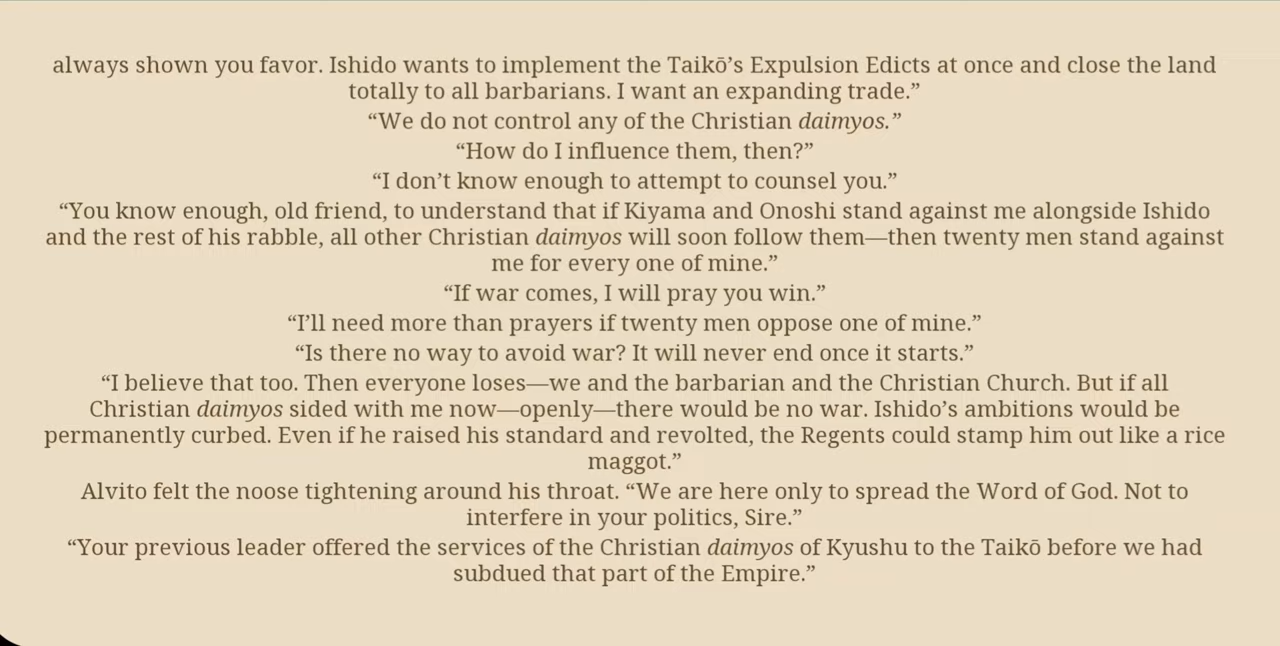 always shown you favor. Ishido wants to implement the Taikō’s Expulsion Edicts at once and close the land
totally to all barbarians. I want an expanding trade.”
“We do not control any of the Christian daimyos.”
“How do I influence them, then?”
“I don’t know enough to attempt to counsel you.”
“You know enough, old friend, to understand that if Kiyama and Onoshi stand against me alongside Ishido
and the rest of his rabble, all other Christian daimyos will soon follow them—then twenty men stand against
me for every one of mine.”
“If war comes, I will pray you win.”
“I’ll need more than prayers if twenty men oppose one of mine.”
“Is there no way to avoid war? It will never end once it starts.”
“I believe that too. Then everyone loses—we and the barbarian and the Christian Church. But if all
Christian daimyos sided with me now—openly—there would be no war. Ishido’s ambitions would be
permanently curbed. Even if he raised his standard and revolted, the Regents could stamp him out like a rice
maggot.”
Alvito felt the noose tightening around his throat. “We are here only to spread the Word of God. Not to
interfere in your politics, Sire.”
“Your previous leader offered the services of the Christian daimyos of Kyushu to the Taikō before we had
subdued that part of the Empire.”